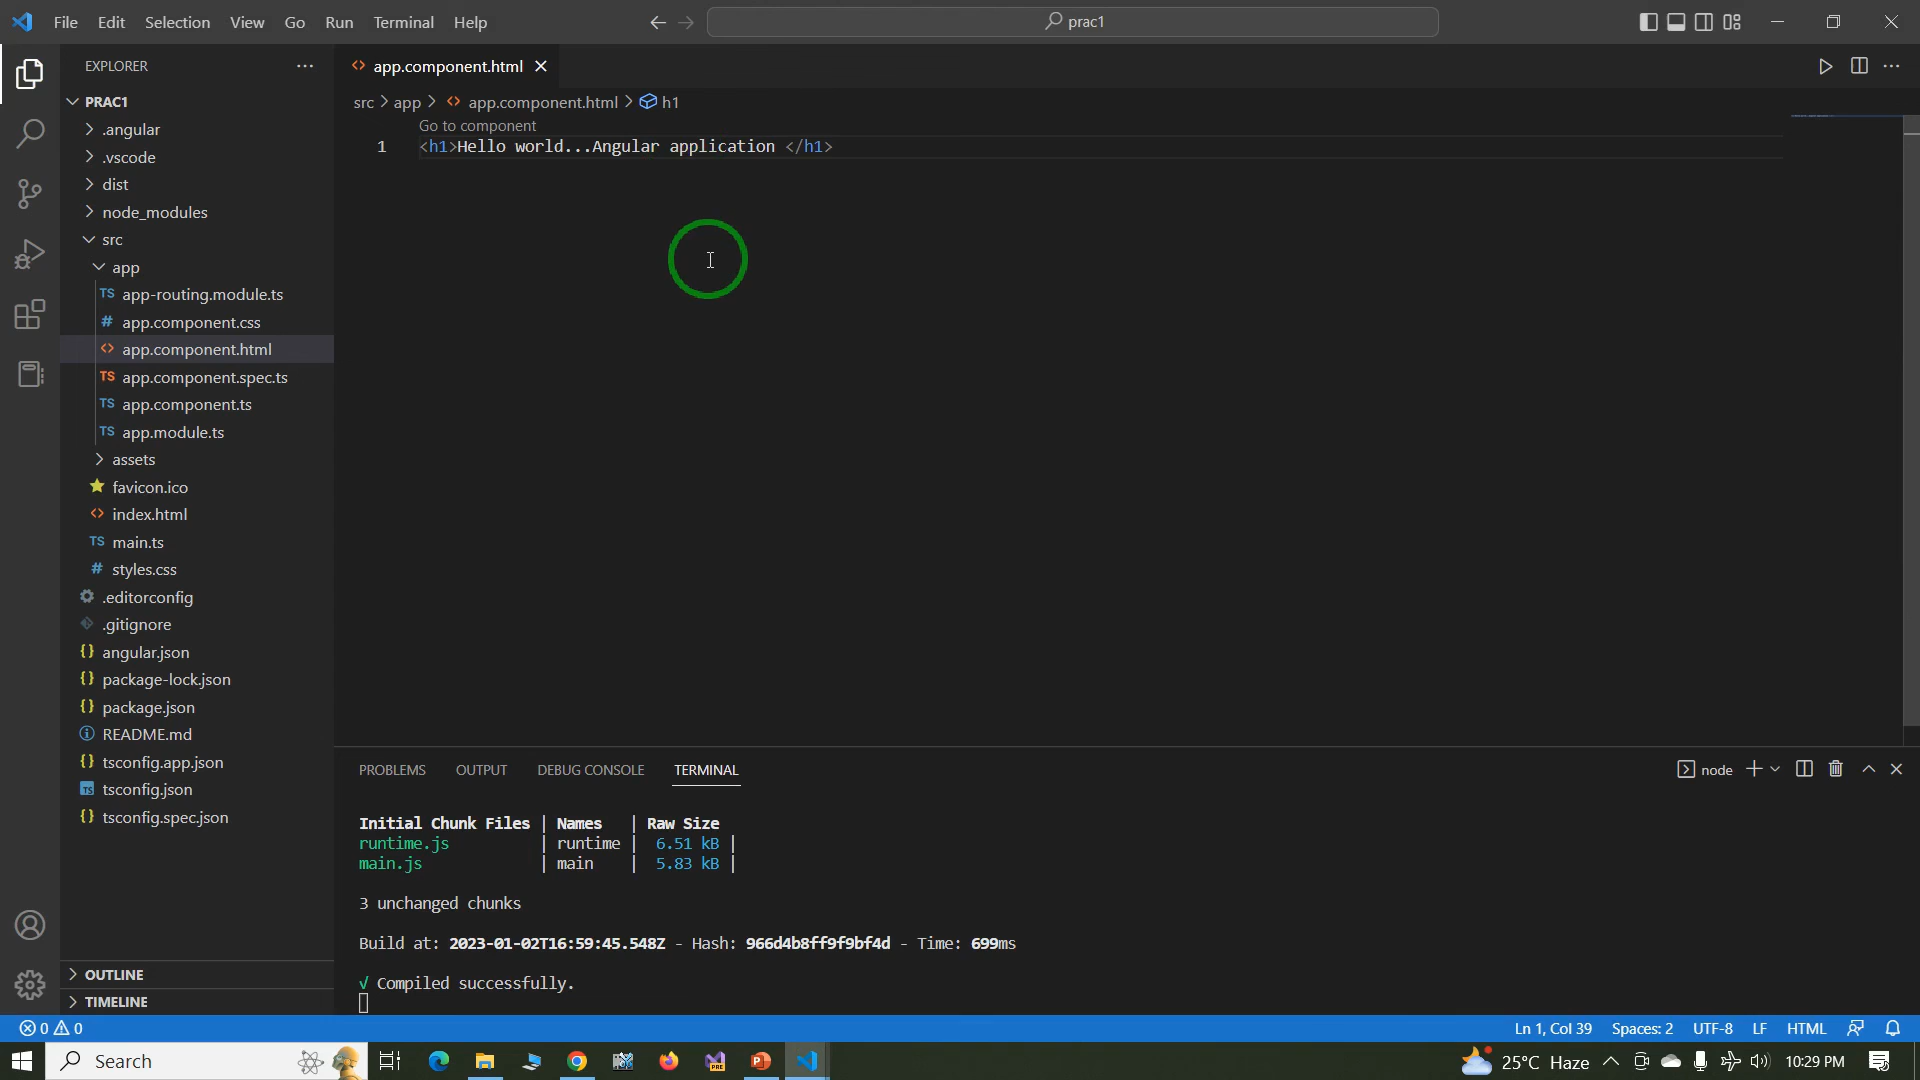 File Edit Selection View Go Run Terminal Help
prac1
EXPLORER
app.component.html
PRAC1
src app app.component.html h1
Go to component
1 <h1>Hello world...Angular application </h1>
.angular
.vscode
dist
node_modules
src
app
TS app-routing.module.ts
# app.component.css
<> app.component.html
TS app.component.spec.ts
TS app.component.ts
TS app.module.ts
assets
favicon.ico
<> index.html
TS main.ts
# styles.css
.editorconfig
.gitignore
{} angular.json
{} package-lock.json
{} package.json
README.md
{} tsconfig.app.json
TS tsconfig.json
{} tsconfig.spec.json
OUTLINE
TIMELINE
PROBLEMS OUTPUT DEBUG CONSOLE TERMINAL
node
Initial Chunk Files | Names | Raw Size
runtime.js | runtime | 6.51 kB |
main.js | main | 5.83 kB |
3 unchanged chunks
Build at: 2023-01-02T16:59:45.548Z - Hash: 966d4b8ff9f9bf4d - Time: 699ms
√ Compiled successfully.
0 0
Ln 1, Col 39 Spaces: 2 UTF-8 LF HTML
Search
PRE
25°C Haze
10:29 PM